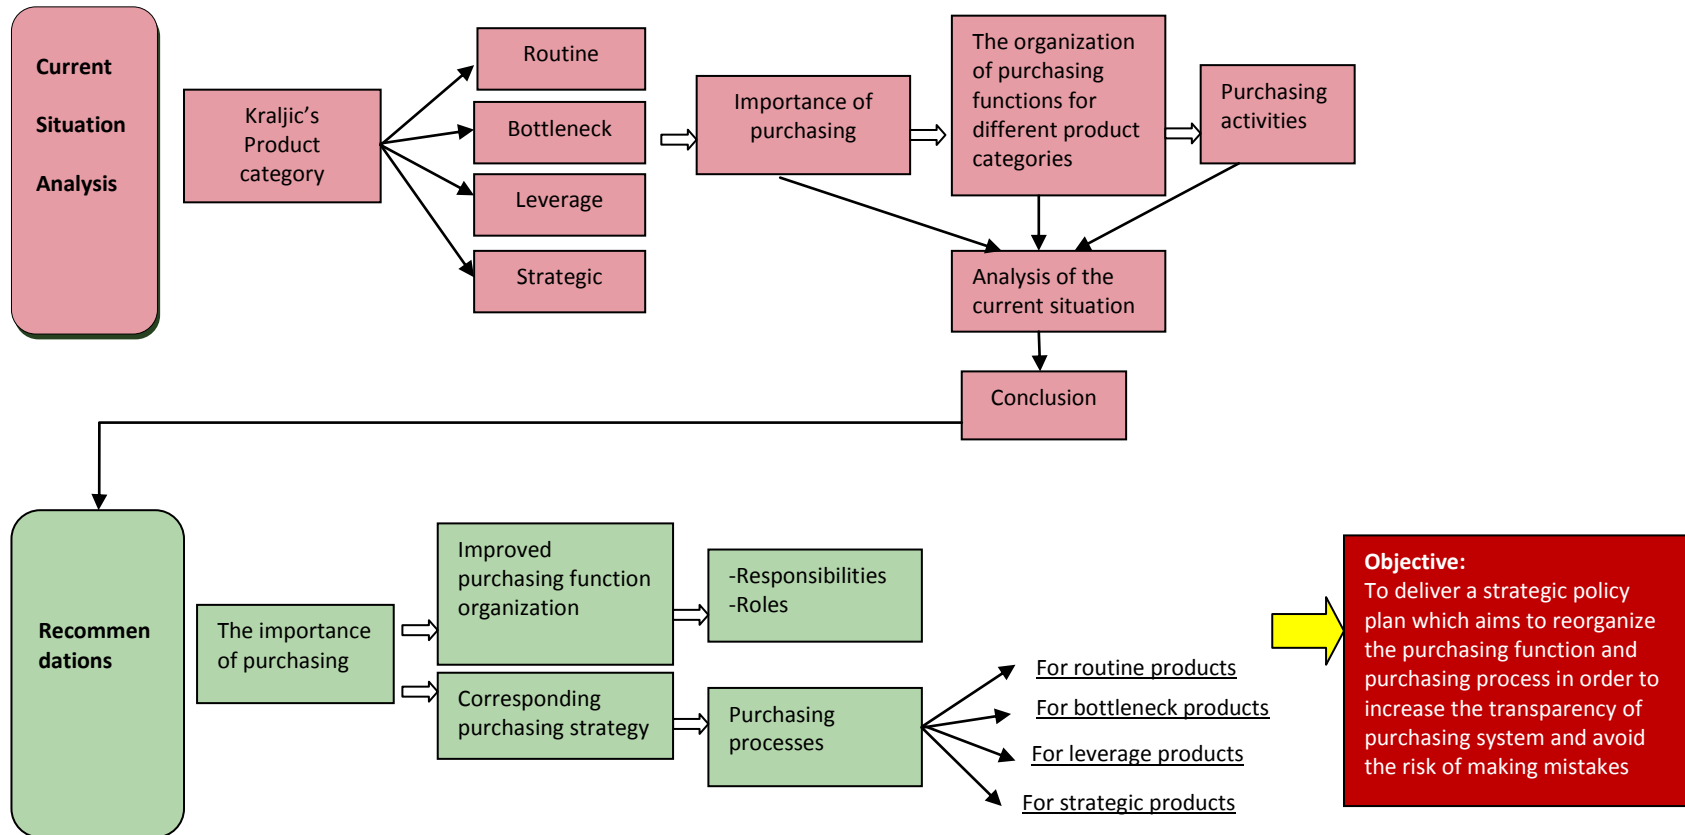 Current
Situation
Analysis
Kraljic's
Product
category
Routine
Bottleneck
Leverage
Strategic
Importance of
purchasing
The organization
of purchasing
functions for
different product
categories
Purchasing
activities
Analysis of the
current situation
Conclusion
Recommen
dations
The importance
of purchasing
Improved
purchasing function
organization
-Responsibilities
-Roles
Corresponding
purchasing strategy
Purchasing
processes
For routine products
For bottleneck products
For leverage products
For strategic products
Objective:
To deliver a strategic policy
plan which aims to reorganize
the purchasing function and
purchasing process in order to
increase the transparency of
purchasing system and avoid
the risk of making mistakes